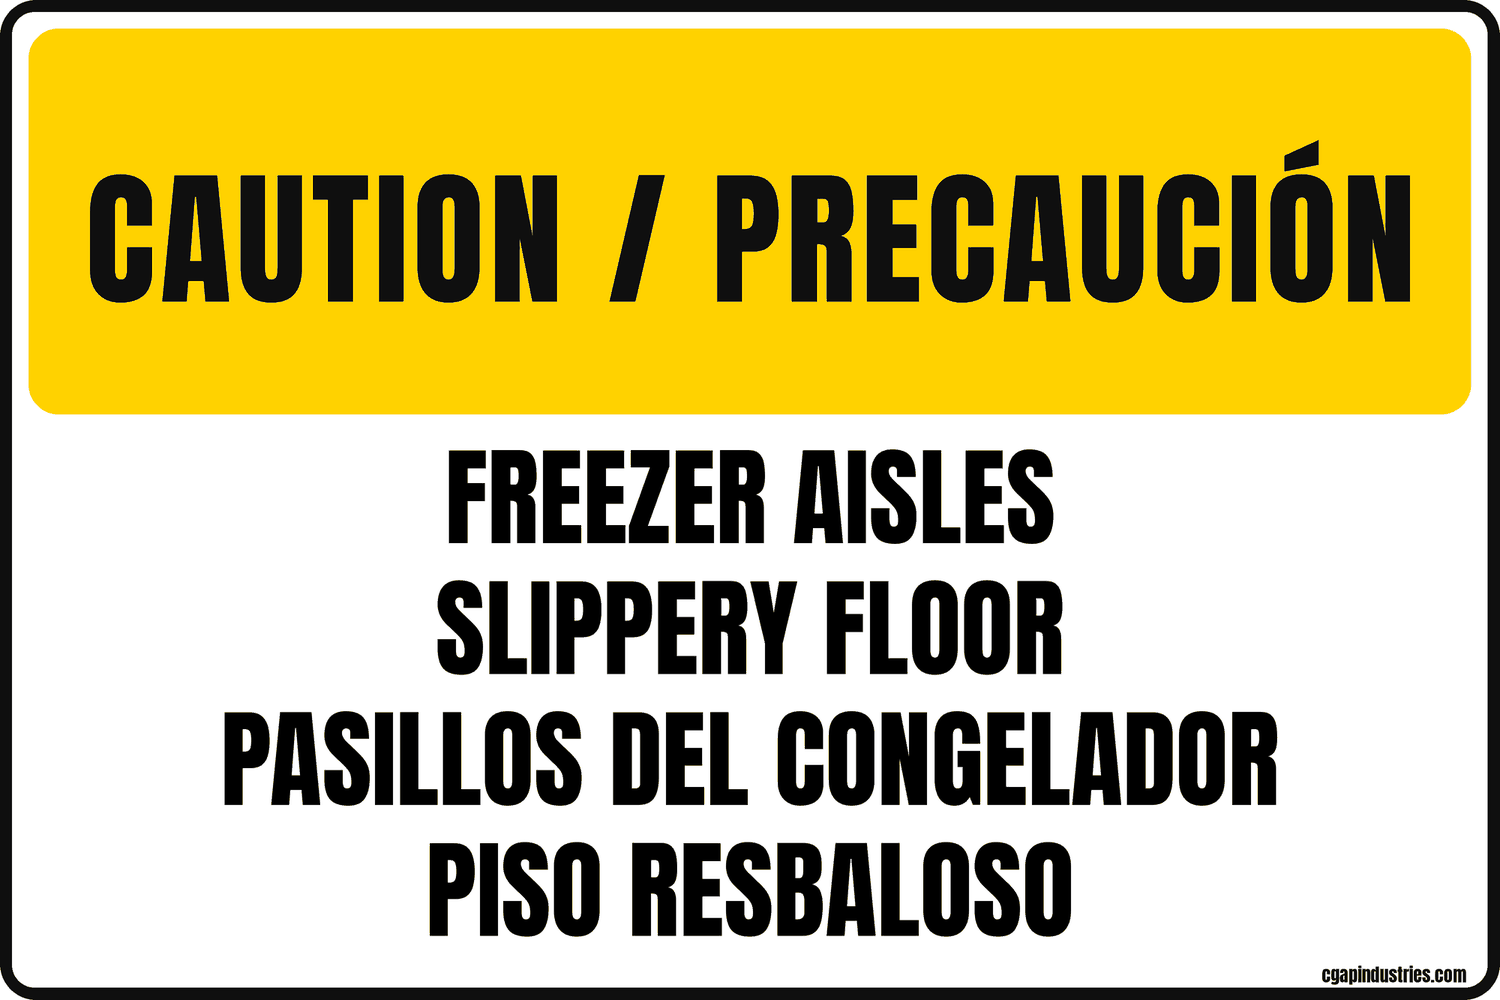 CAUTION / PRECAUCIÓN
FREEZER AISLES
SLIPPERY FLOOR
PASILLOS DEL CONGELADOR
PISO RESBALOSO
cgapindustries.com